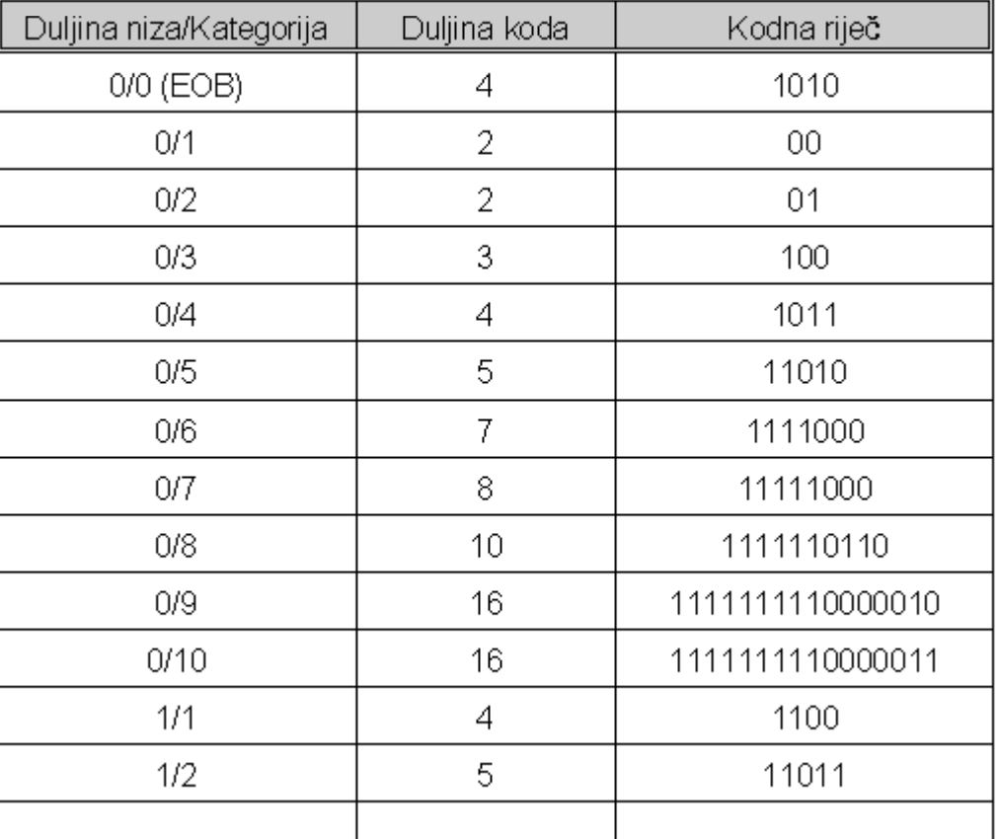 Duljina niza/Kategorija Duljina koda Kodna riječ
0/0 (EOB) 4 1010
0/1 2 00
0/2 2 01
0/3 3 100
0/4 4 1011
0/5 5 11010
0/6 7 1111000
0/7 8 11111000
0/8 10 1111110110
0/9 16 1111111110000010
0/10 16 1111111110000011
1/1 4 1100
1/2 5 11011